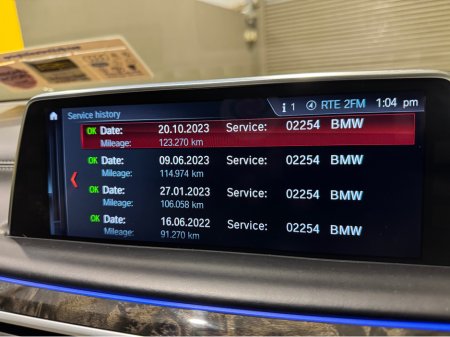 Service history
i 1 4 RTE 2FM 1:04 pm
OK Date: 20.10.2023 Service: 02254 BMW
Mileage: 123.270 km
OK Date: 09.06.2023 Service: 02254 BMW
Mileage: 114.974 km
OK Date: 27.01.2023 Service: 02254 BMW
Mileage: 106.058 km
OK Date: 16.06.2022 Service: 02254 BMW
Mileage: 91.270 km